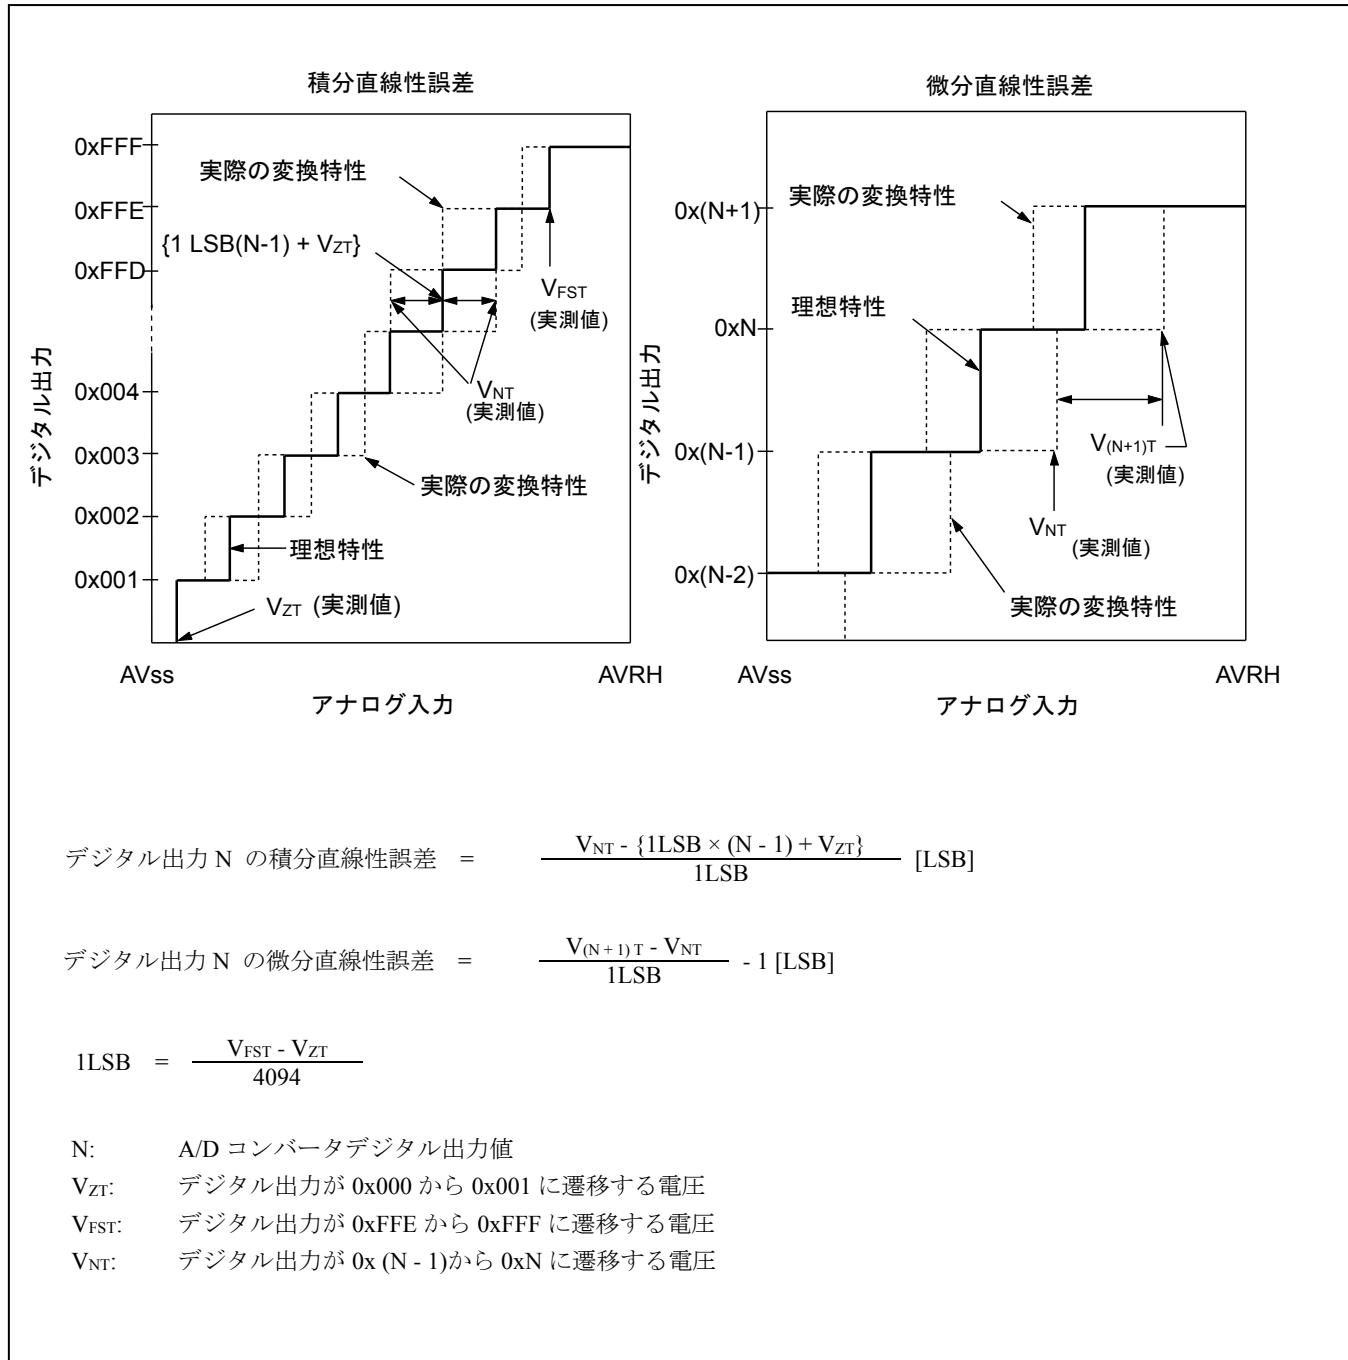 積分直線性誤差
0xFFF
実際の変換特性
0xFFE
{1 LSB(N-1) + VZT}
0xFFD
VFST
(実測値)
デジタル出力
0x004
VNT
(実測値)
0x003
実際の変換特性
0x002
理想特性
0x001
VZT (実測値)
AVss
AVRH
アナログ入力
微分直線性誤差
実際の変換特性
0x(N+1)
理想特性
0xN
デジタル出力
0x(N-1)
V(N+1)T
(実測値)
VNT
(実測値)
0x(N-2)
実際の変換特性
AVss
AVRH
アナログ入力
デジタル出力 N の積分直線性誤差 =
VNT - {1LSB × (N - 1) + VZT}
1LSB
[LSB]
デジタル出力 N の微分直線性誤差 =
V(N + 1) T - VNT
1LSB
- 1 [LSB]
1LSB =
VFST - VZT
4094
N: A/D コンバータデジタル出力値
VZT: デジタル出力が 0x000 から 0x001 に遷移する電圧
VFST: デジタル出力が 0xFFE から 0xFFF に遷移する電圧
VNT: デジタル出力が 0x (N - 1)から 0xN に遷移する電圧